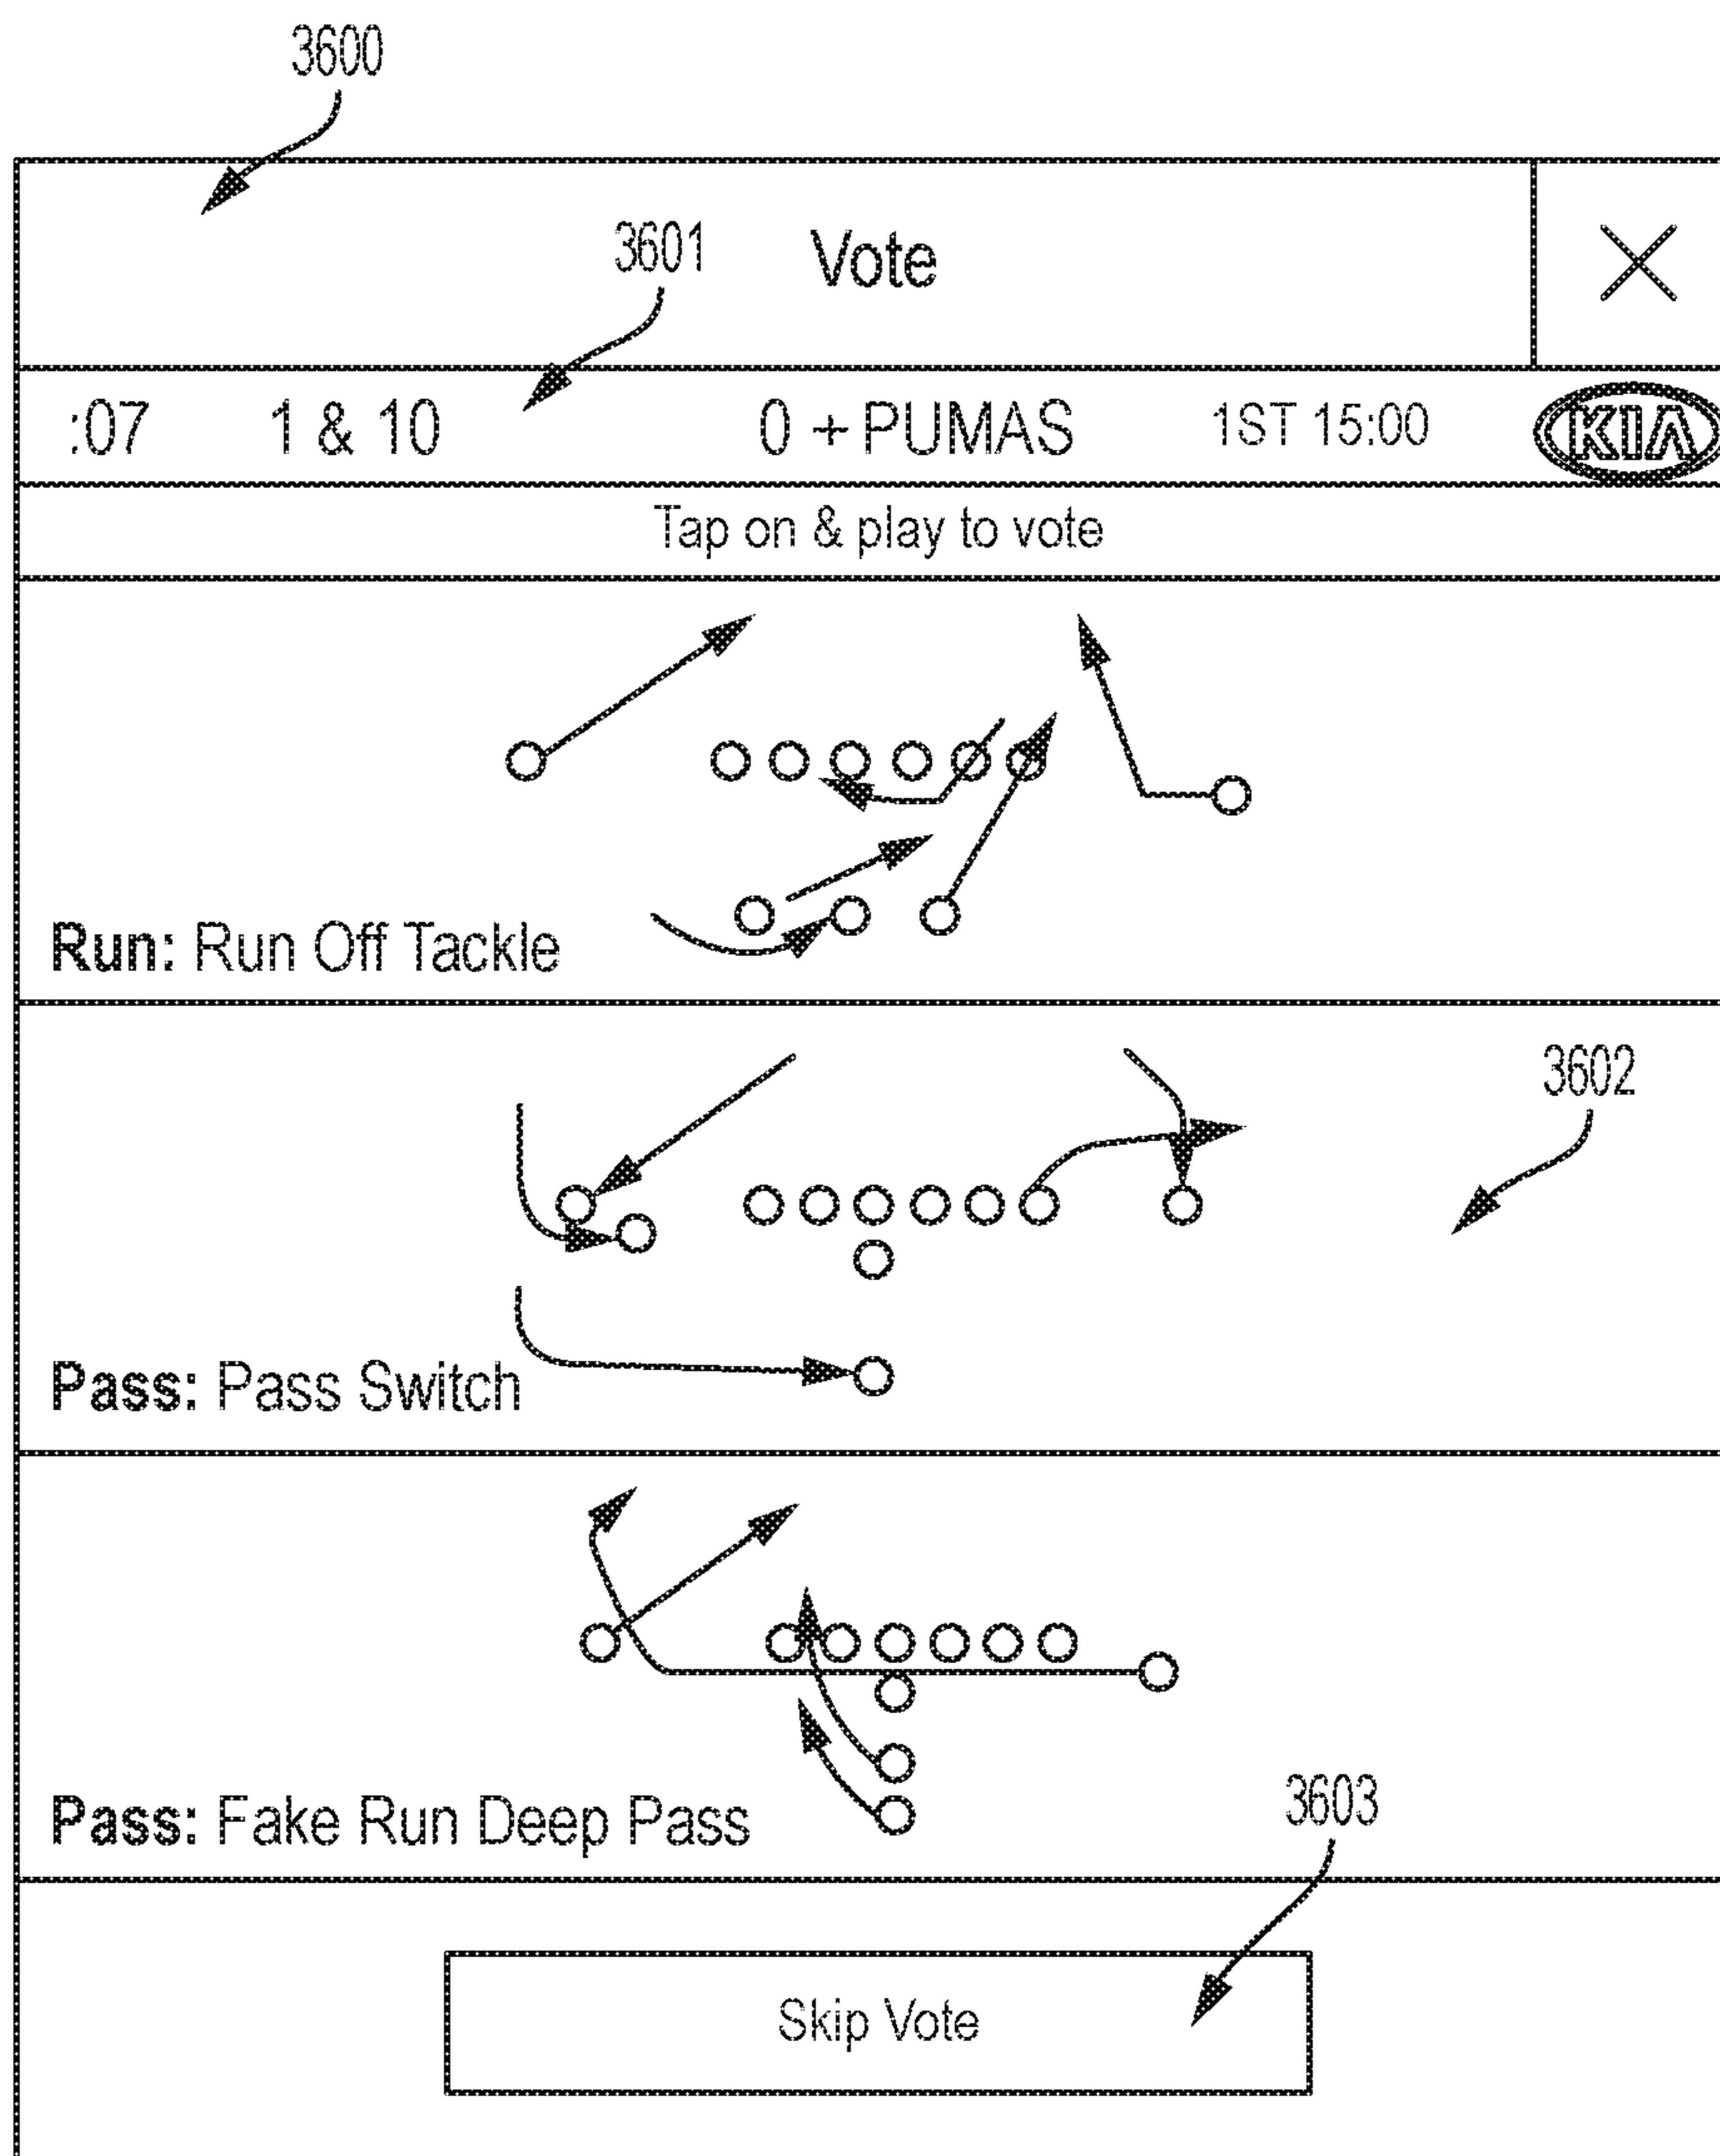 3600
3601
Vote
:07 1 & 10 0 + PUMAS 1ST 15:00 KIA
Tap on & play to vote
Run: Run Off Tackle
3602
Pass: Pass Switch
Pass: Fake Run Deep Pass
3603
Skip Vote